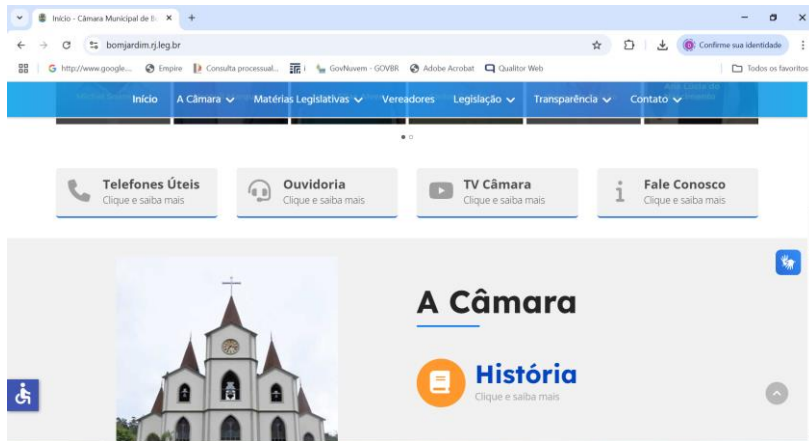 Início - Câmara Municipal de B
bomjardim.rj.leg.br
Confirme sua identidade
http://www.google... Empire Consulta processual... GovNuvem - GOVBR Adobe Acrobat Qualitor Web Todos os favoritos
Início A Câmara Matérias Legislativas Vereadores Legislação Transparência Contato
Telefones Úteis
Clique e saiba mais
Ouvidoria
Clique e saiba mais
TV Câmara
Clique e saiba mais
Fale Conosco
Clique e saiba mais
A Câmara
História
Clique e saiba mais